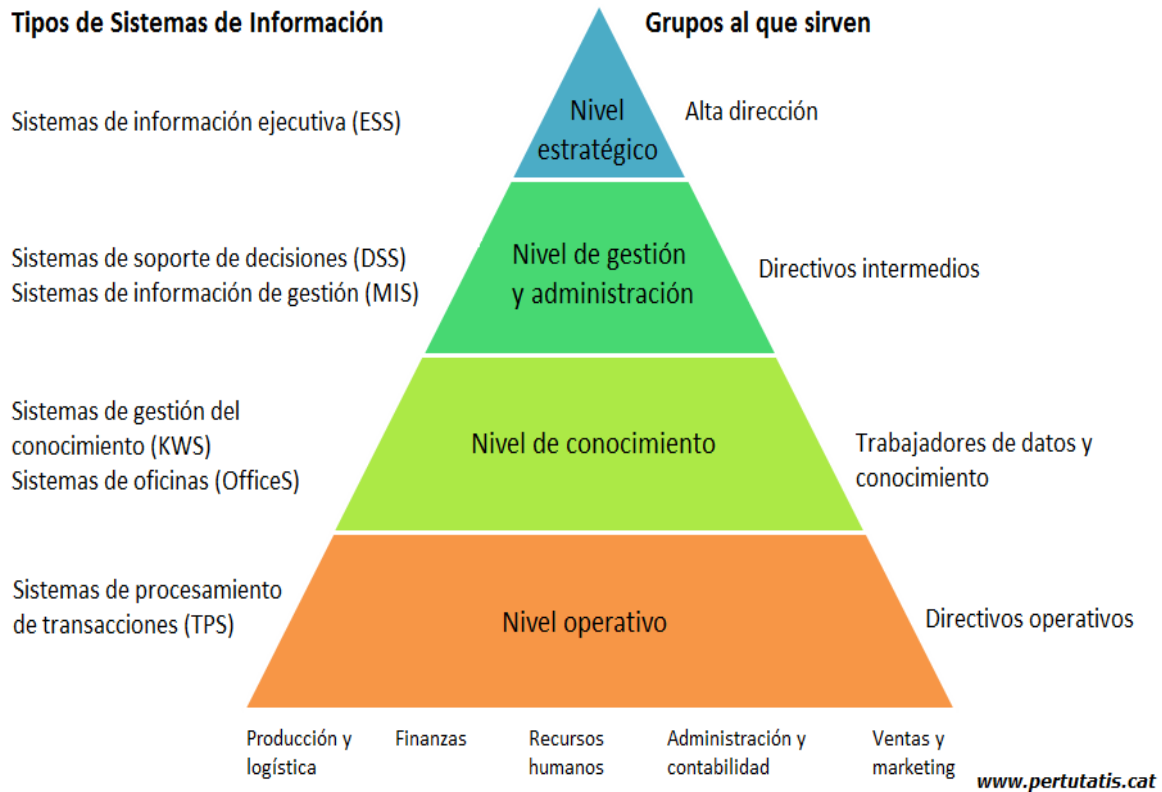 Tipos de Sistemas de Información
Grupos al que sirven
Sistemas de información ejecutiva (ESS)
Nivel
estratégico
Alta dirección
Sistemas de soporte de decisiones (DSS)
Sistemas de información de gestión (MIS)
Nivel de gestión
y administración
Directivos intermedios
Sistemas de gestión del
conocimiento (KWS)
Sistemas de oficinas (OfficeS)
Nivel de conocimiento
Trabajadores de datos y
conocimiento
Sistemas de procesamiento
de transacciones (TPS)
Nivel operativo
Directivos operativos
Producción y
logística
Finanzas
Recursos
humanos
Administración y
contabilidad
Ventas y
marketing
www.pertutatis.cat